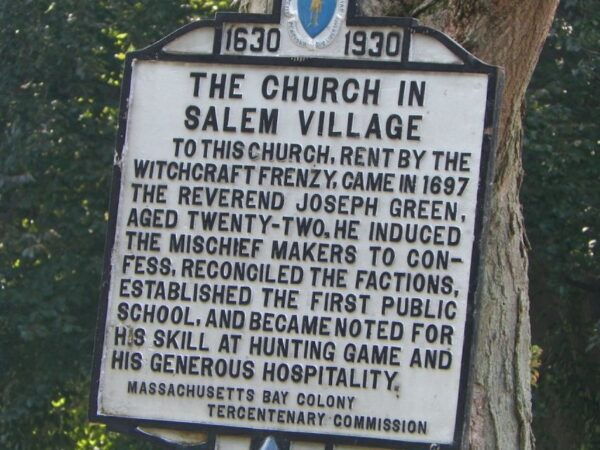 1630 1930
THE CHURCH IN
SALEM VILLAGE
TO THIS CHURCH, RENT BY THE
WITCHCRAFT FRENZY, CAME IN 1697
THE REVEREND JOSEPH GREEN,
AGED TWENTY-TWO. HE INDUCED
THE MISCHIEF MAKERS TO CON-
FESS, RECONCILED THE FACTIONS,
ESTABLISHED THE FIRST PUBLIC
SCHOOL, AND BECAME NOTED FOR
HIS SKILL AT HUNTING GAME AND
HIS GENEROUS HOSPITALITY.
MASSACHUSETTS BAY COLONY
TERCENTENARY COMMISSION